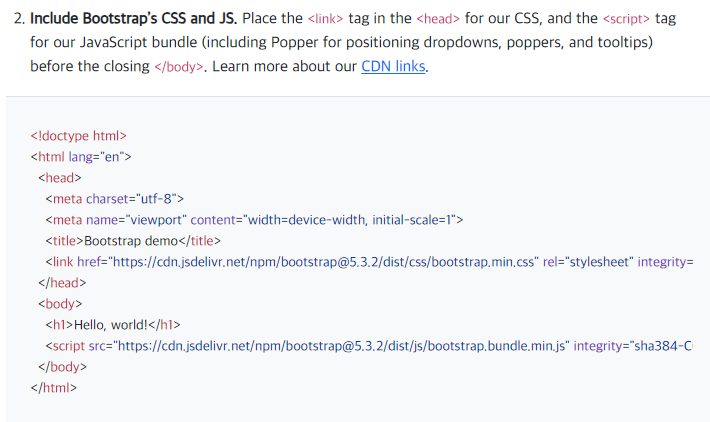 2. Include Bootstrap's CSS and JS. Place the <link> tag in the <head> for our CSS, and the <script> tag
for our JavaScript bundle (including Popper for positioning dropdowns, poppers, and tooltips)
before the closing </body>. Learn more about our CDN links.
<!doctype html>
<html lang="en">
<head>
<meta charset="utf-8">
<meta name="viewport" content="width=device-width, initial-scale=1">
<title>Bootstrap demo</title>
<link href="https://cdn.jsdelivr.net/npm/bootstrap@5.3.2/dist/css/bootstrap.min.css" rel="stylesheet" integrity=
</head>
<body>
<h1>Hello, world!</h1>
<script src="https://cdn.jsdelivr.net/npm/bootstrap@5.3.2/dist/js/bootstrap.bundle.min.js" integrity="sha384-C
</body>
</html>